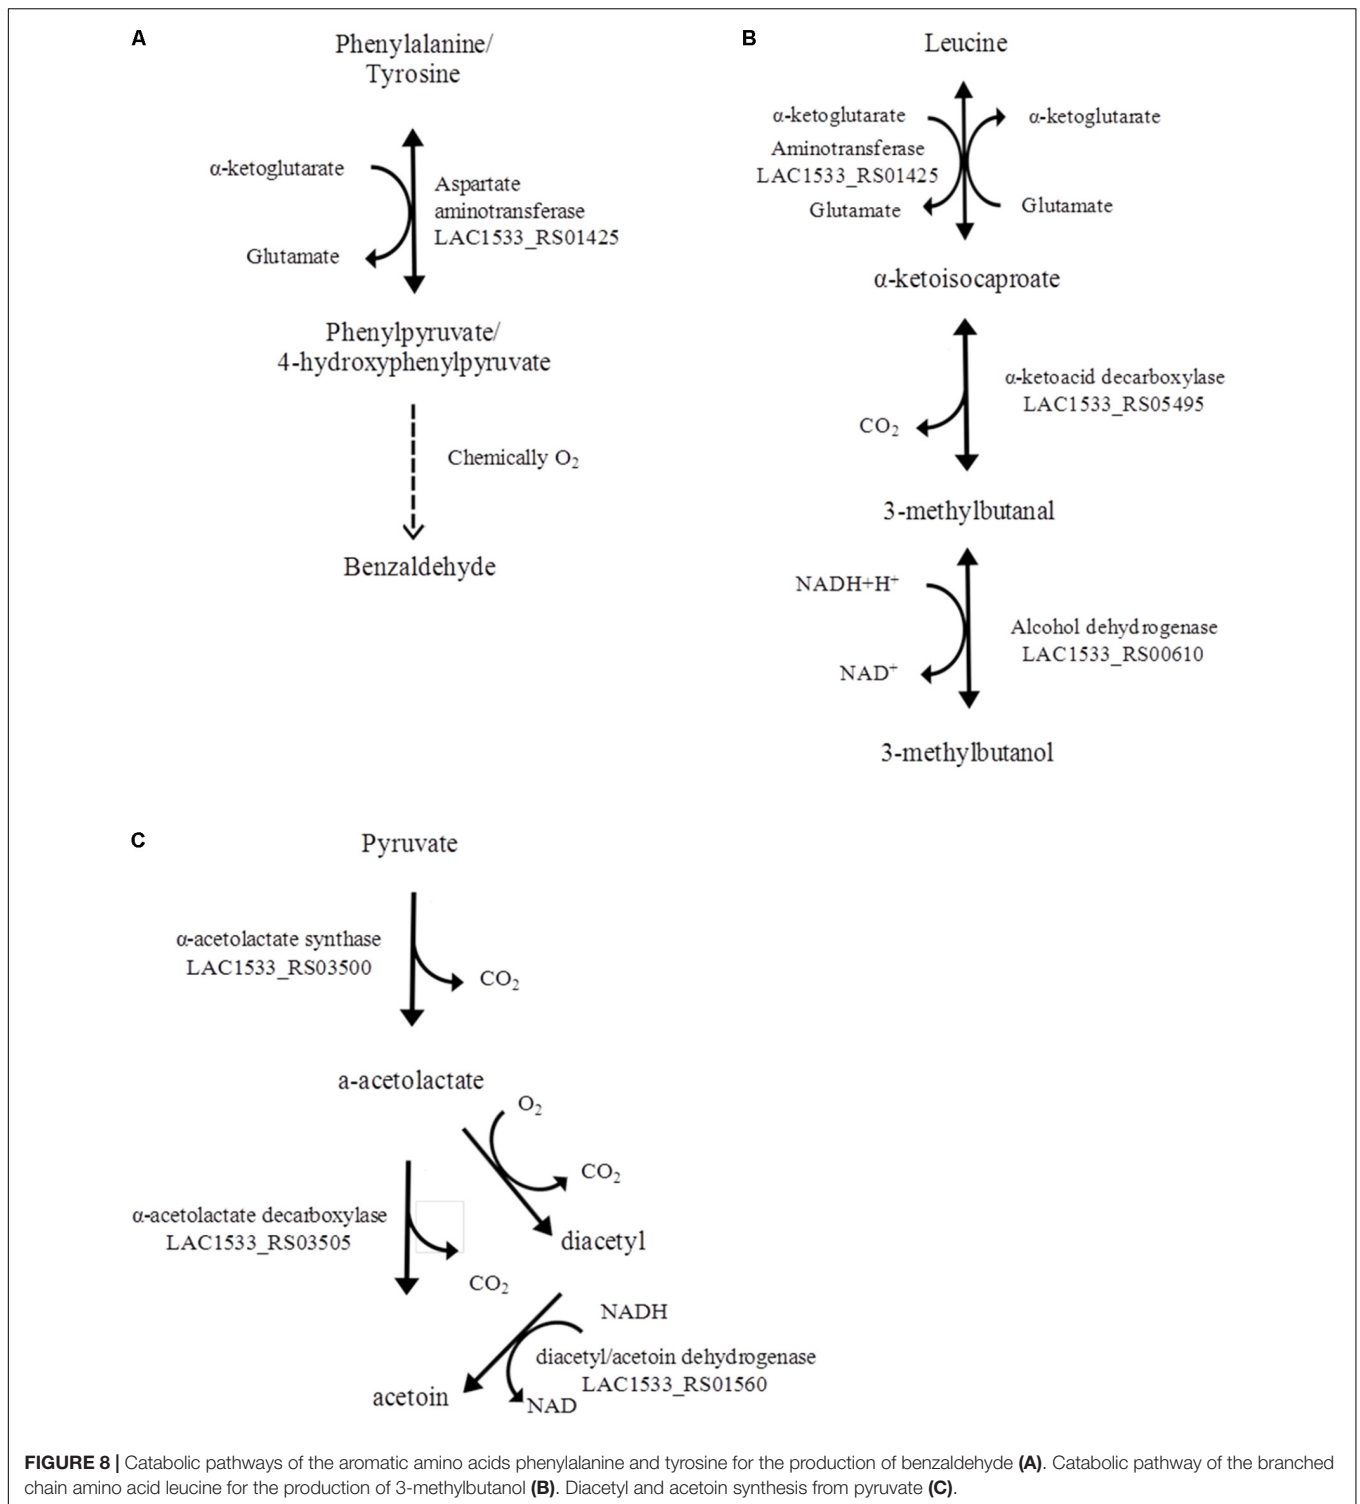 A
Phenylalanine/
Tyrosine
α-ketoglutarate
Aspartate
aminotransferase
LAC1533_RS01425
Glutamate
Phenylpyruvate/
4-hydroxyphenylpyruvate
Chemically O₂
Benzaldehyde
B
Leucine
α-ketoglutarate
α-ketoglutarate
Aminotransferase
LAC1533_RS01425
Glutamate
Glutamate
α-ketoisocaproate
α-ketoacid decarboxylase
LAC1533_RS05495
CO₂
3-methylbutanal
NADH+H⁺
Alcohol dehydrogenase
LAC1533_RS00610
NAD⁺
3-methylbutanol
C
Pyruvate
α-acetolactate synthase
LAC1533_RS03500
CO₂
a-acetolactate
O₂
CO₂
α-acetolactate decarboxylase
LAC1533_RS03505
diacetyl
CO₂
NADH
diacetyl/acetoin dehydrogenase
LAC1533_RS01560
acetoin
NAD
FIGURE 8 | Catabolic pathways of the aromatic amino acids phenylalanine and tyrosine for the production of benzaldehyde (A). Catabolic pathway of the branched
chain amino acid leucine for the production of 3-methylbutanol (B). Diacetyl and acetoin synthesis from pyruvate (C).